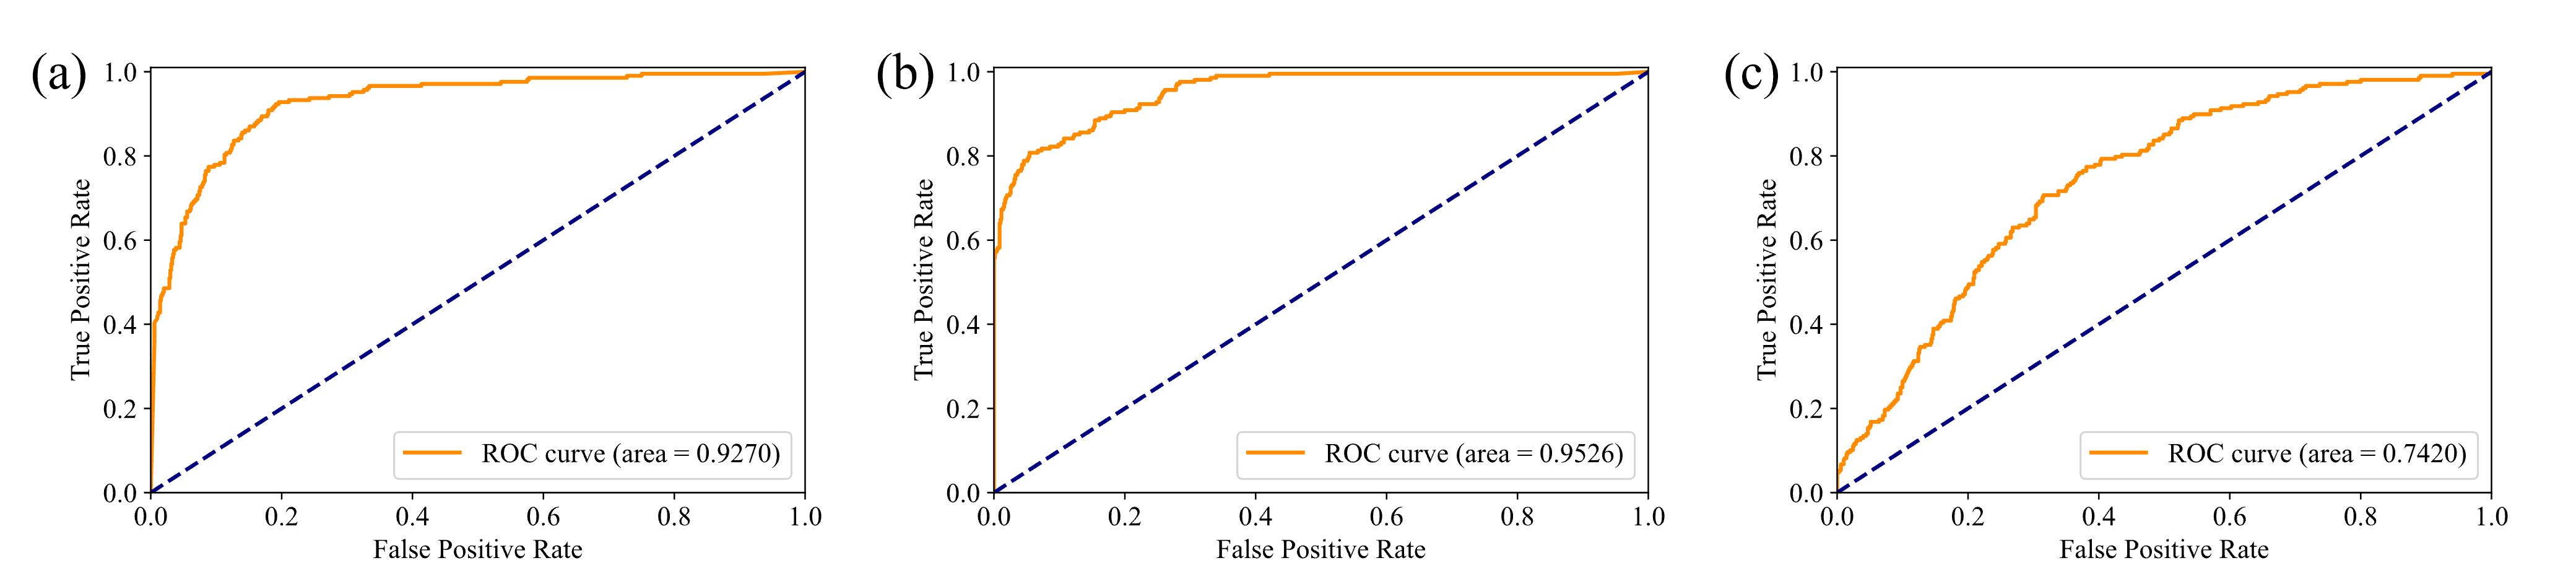 (a)
1.0
0.8
0.6
0.4
0.2
0.0
True Positive Rate
ROC curve (area = 0.9270)
0.0 0.2 0.4 0.6 0.8 1.0
False Positive Rate
(b)
1.0
0.8
0.6
0.4
0.2
0.0
True Positive Rate
ROC curve (area = 0.9526)
0.0 0.2 0.4 0.6 0.8 1.0
False Positive Rate
(c)
1.0
0.8
0.6
0.4
0.2
0.0
True Positive Rate
ROC curve (area = 0.7420)
0.0 0.2 0.4 0.6 0.8 1.0
False Positive Rate